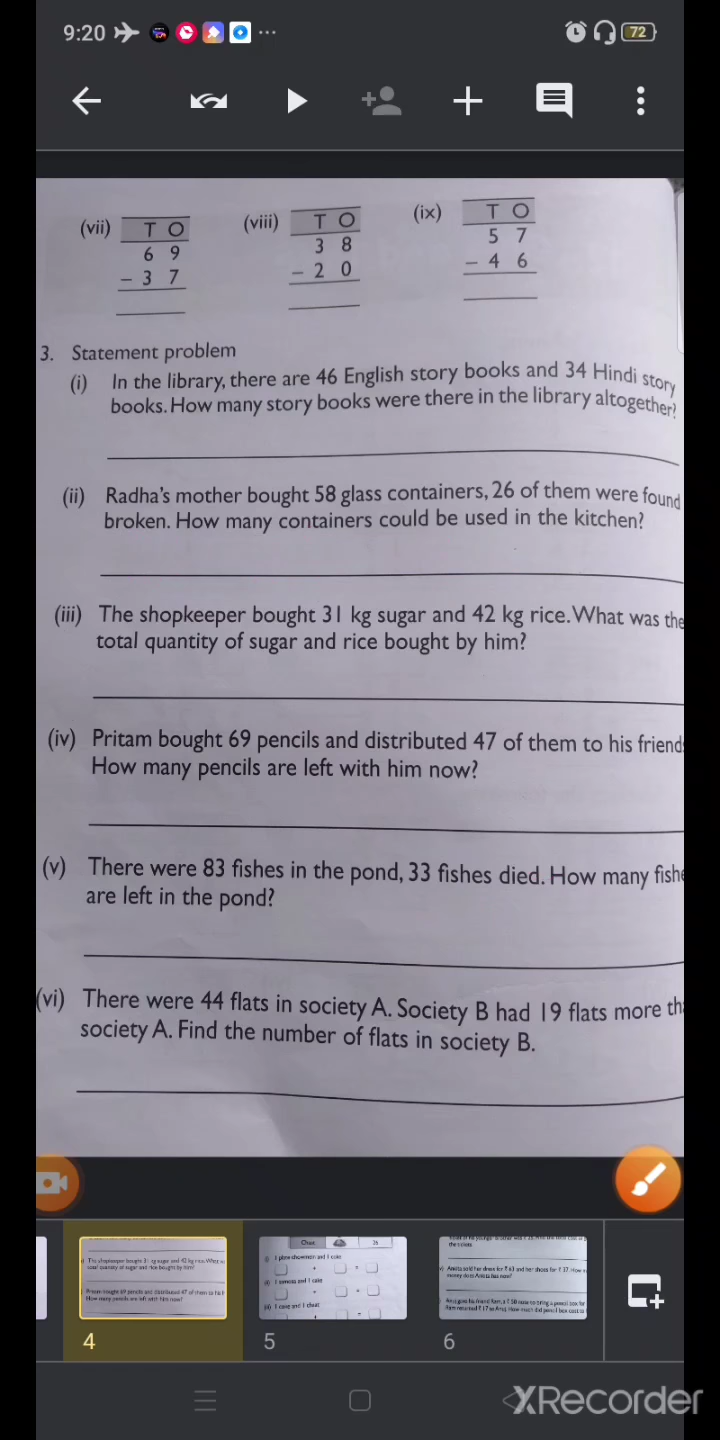 9:20 72
(vii) T O (viii) T O (ix) T O
6 9 3 8 5 7
- 3 7 - 2 0 - 4 6
3. Statement problem
(i) In the library, there are 46 English story books and 34 Hindi story
books. How many story books were there in the library altogether?
(ii) Radha's mother bought 58 glass containers, 26 of them were found
broken. How many containers could be used in the kitchen?
(iii) The shopkeeper bought 31 kg sugar and 42 kg rice. What was the
total quantity of sugar and rice bought by him?
(iv) Pritam bought 69 pencils and distributed 47 of them to his friend
How many pencils are left with him now?
(v) There were 83 fishes in the pond, 33 fishes died. How many fishe
are left in the pond?
(vi) There were 44 flats in society A. Society B had 19 flats more th
society A. Find the number of flats in society B.
4 5 6
XRecorder